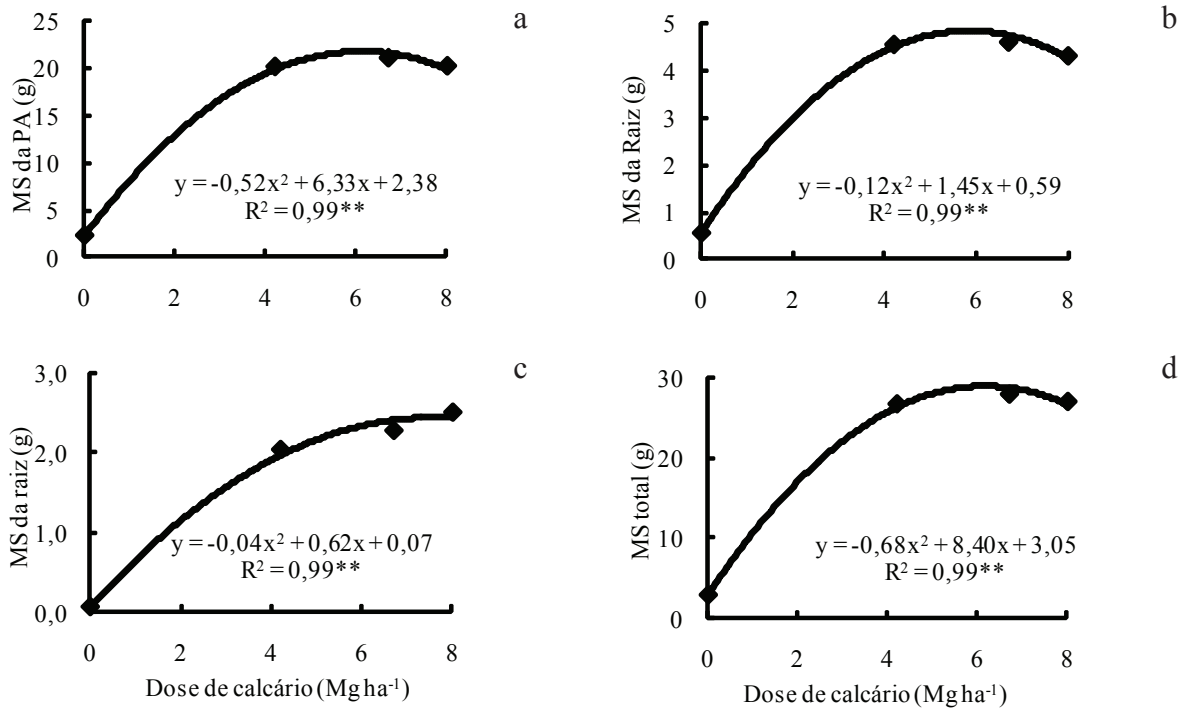 a
25
20
15
10
5
0
MS da PA (g)
y = -0,52x² + 6,33x + 2,38
R² = 0,99**
0 2 4 6 8
b
5
4
3
2
1
0
MS da Raiz (g)
y = -0,12x² + 1,45x + 0,59
R² = 0,99**
0 2 4 6 8
c
3,0
2,0
1,0
0,0
MS da raiz (g)
y = -0,04x² + 0,62x + 0,07
R² = 0,99**
0 2 4 6 8
Dose de calcário (Mg ha⁻¹)
d
30
20
10
0
MS total (g)
y = -0,68x² + 8,40x + 3,05
R² = 0,99**
0 2 4 6 8
Dose de calcário (Mg ha⁻¹)